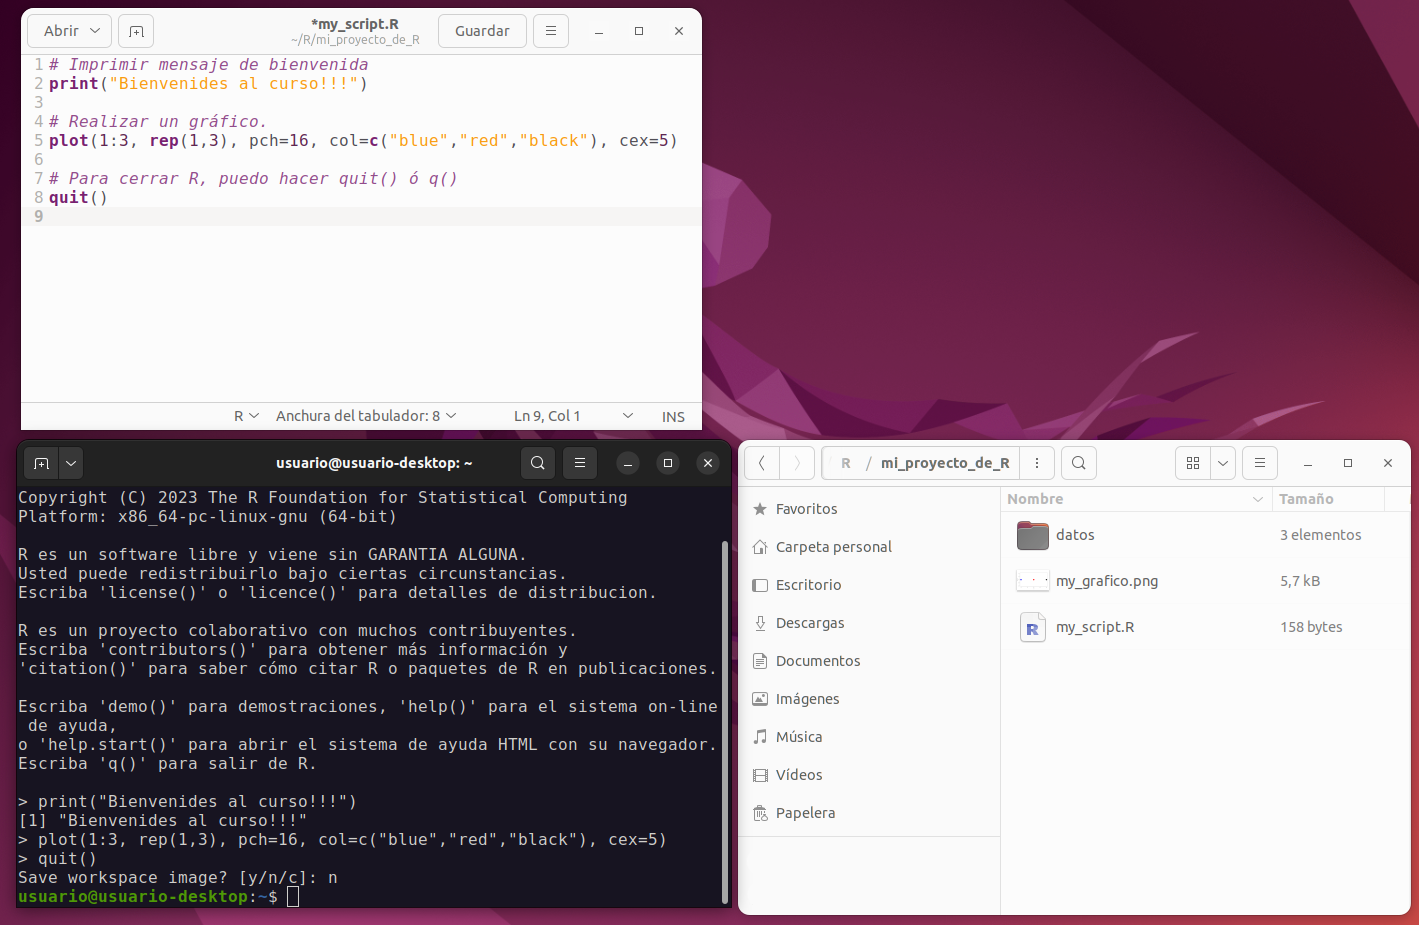 Abrir
*my_script.R
~/R/mi_proyecto_de_R
Guardar
1 # Imprimir mensaje de bienvenida
2 print("Bienvenides al curso!!!")
3
4 # Realizar un gráfico.
5 plot(1:3, rep(1,3), pch=16, col=c("blue","red","black"), cex=5)
6
7 # Para cerrar R, puedo hacer quit() ó q()
8 quit()
9
R Anchura del tabulador: 8 Ln 9, Col 1 INS
usuario@usuario-desktop: ~
Copyright (C) 2023 The R Foundation for Statistical Computing
Platform: x86_64-pc-linux-gnu (64-bit)
R es un software libre y viene sin GARANTIA ALGUNA.
Usted puede redistribuirlo bajo ciertas circunstancias.
Escriba 'license()' o 'licence()' para detalles de distribucion.
R es un proyecto colaborativo con muchos contribuyentes.
Escriba 'contributors()' para obtener más información y
'citation()' para saber cómo citar R o paquetes de R en publicaciones.
Escriba 'demo()' para demostraciones, 'help()' para el sistema on-line
de ayuda,
o 'help.start()' para abrir el sistema de ayuda HTML con su navegador.
Escriba 'q()' para salir de R.
> print("Bienvenides al curso!!!")
[1] "Bienvenides al curso!!!"
> plot(1:3, rep(1,3), pch=16, col=c("blue","red","black"), cex=5)
> quit()
Save workspace image? [y/n/c]: n
usuario@usuario-desktop:~$
R / mi_proyecto_de_R
Favoritos
Carpeta personal
Escritorio
Descargas
Documentos
Imágenes
Música
Vídeos
Papelera
Nombre Tamaño
datos 3 elementos
my_grafico.png 5,7 kB
my_script.R 158 bytes